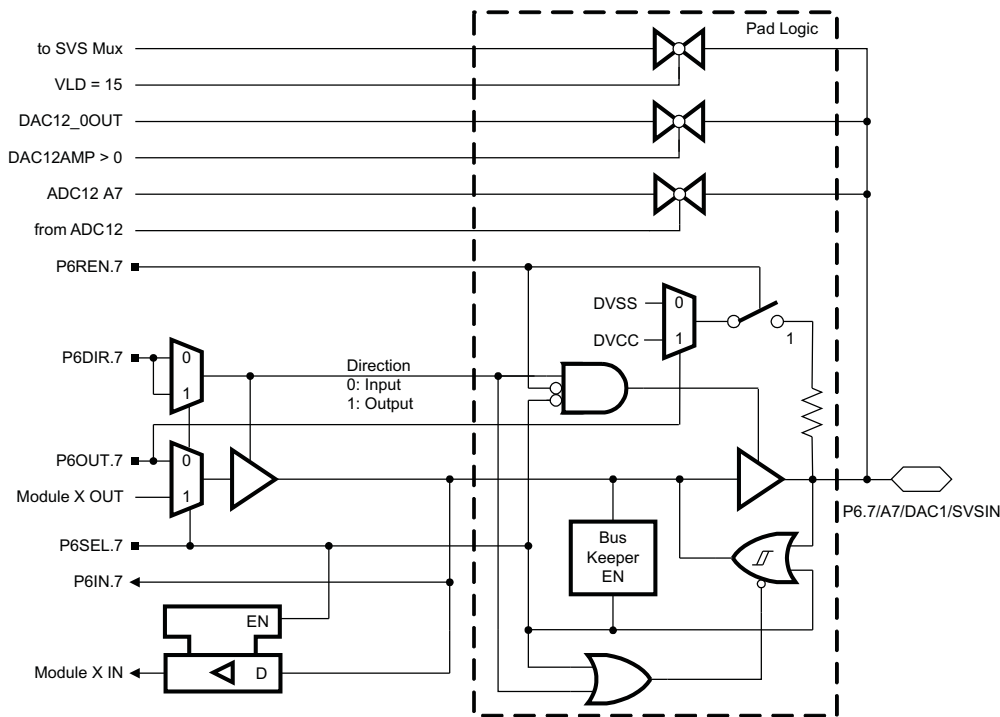 Pad Logic
to SVS Mux
VLD = 15
DAC12_0OUT
DAC12AMP > 0
ADC12 A7
from ADC12
P6REN.7
DVSS
0
DVCC
1
1
P6DIR.7
0
1
Direction
0: Input
1: Output
P6OUT.7
0
Module X OUT
1
P6.7/A7/DAC1/SVSIN
P6SEL.7
Bus
Keeper
EN
P6IN.7
EN
Module X IN
D